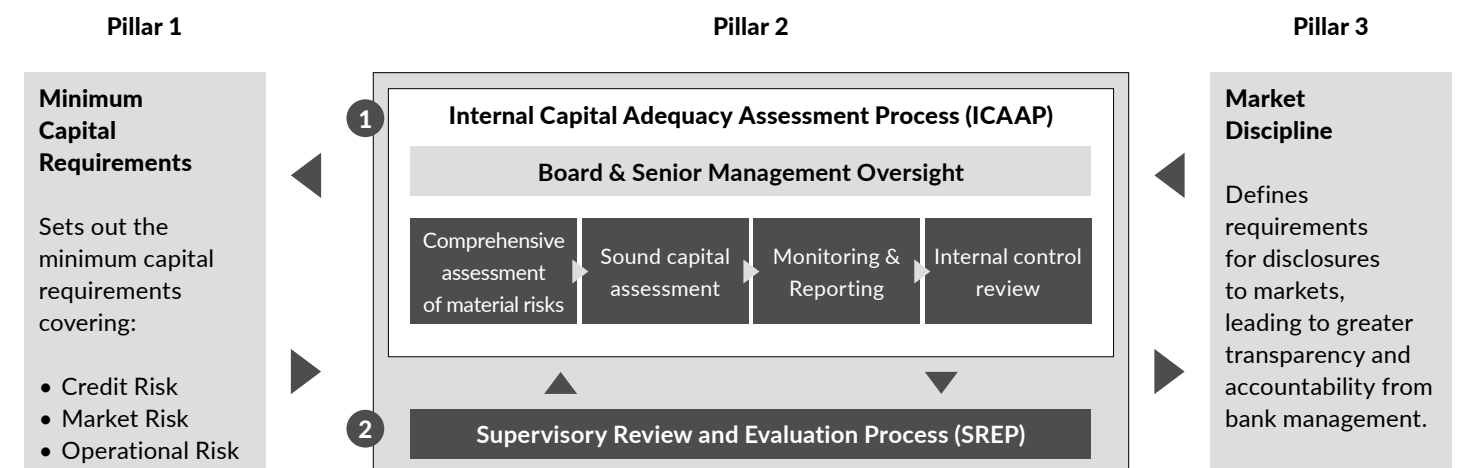 Pillar 1
Pillar 2
Pillar 3
Minimum
Capital
Requirements
Sets out the
minimum capital
requirements
covering:
• Credit Risk
• Market Risk
• Operational Risk
1
Internal Capital Adequacy Assessment Process (ICAAP)
Board & Senior Management Oversight
Comprehensive
assessment
of material risks
Sound capital
assessment
Monitoring &
Reporting
Internal control
review
2
Supervisory Review and Evaluation Process (SREP)
Market
Discipline
Defines
requirements
for disclosures
to markets,
leading to greater
transparency and
accountability from
bank management.